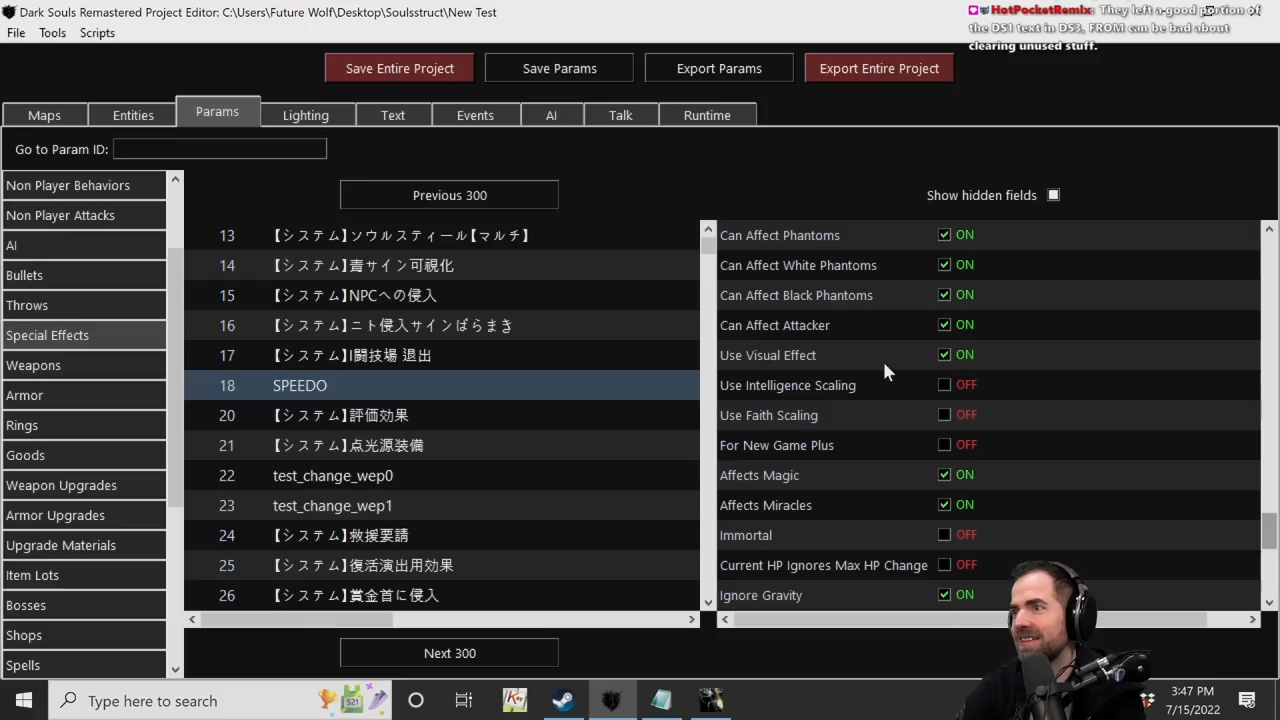 Dark Souls Remastered Project Editor: C:\Users\Future Wolf\Desktop\Soulsstruct\New Test
HotPocketRemix: They left a good portion of
the DS1 text in DS3, FROM can be bad about
clearing unused stuff.
File Tools Scripts
Save Entire Project Save Params Export Params Export Entire Project
Maps Entities Params Lighting Text Events AI Talk Runtime
Go to Param ID:
Non Player Behaviors
Non Player Attacks
AI
Bullets
Throws
Special Effects
Weapons
Armor
Rings
Goods
Weapon Upgrades
Armor Upgrades
Upgrade Materials
Item Lots
Bosses
Shops
Spells
Previous 300
13 【システム】ソウルスティール【マルチ】
14 【システム】青サイン可視化
15 【システム】NPCへの侵入
16 【システム】ニト侵入サインばらまき
17 【システム】闘技場 退出
18 SPEEDO
20 【システム】評価効果
21 【システム】点光源装備
22 test_change_wep0
23 test_change_wep1
24 【システム】救援要請
25 【システム】復活演出用効果
26 【システム】賞金首に侵入
Next 300
Show hidden fields
Can Affect Phantoms ON
Can Affect White Phantoms ON
Can Affect Black Phantoms ON
Can Affect Attacker ON
Use Visual Effect ON
Use Intelligence Scaling OFF
Use Faith Scaling OFF
For New Game Plus OFF
Affects Magic ON
Affects Miracles ON
Immortal OFF
Current HP Ignores Max HP Change OFF
Ignore Gravity ON
Type here to search
521
Key
3:47 PM
7/15/2022